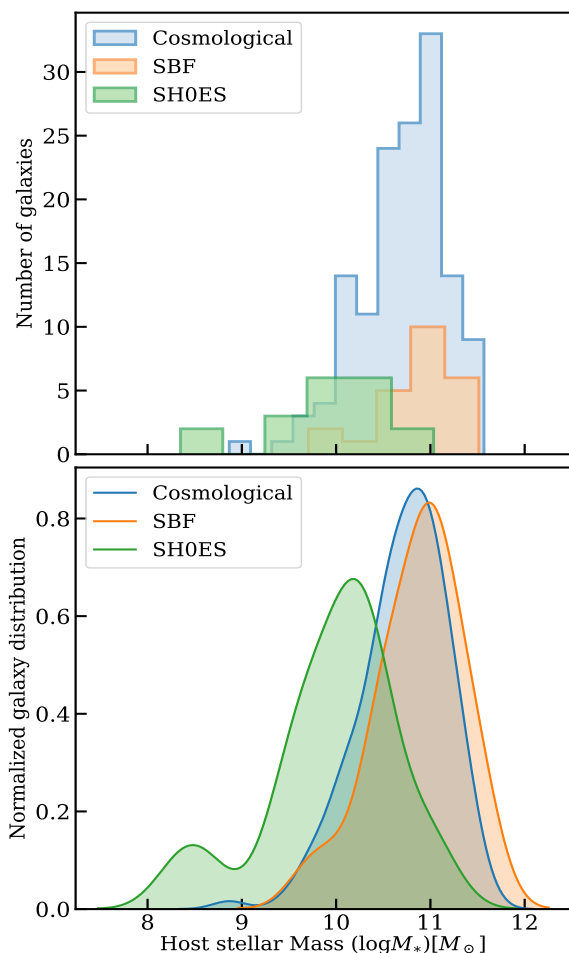 Cosmological
SBF
SH0ES
Number of galaxies
30
25
20
15
10
5
0
Cosmological
SBF
SH0ES
Normalized galaxy distribution
0.8
0.6
0.4
0.2
0.0
8 9 10 11 12
Host stellar Mass (logM*)[M⊙]